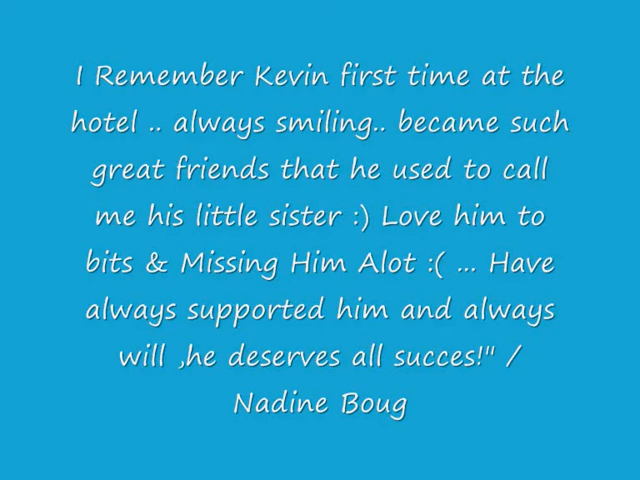 I Remember Kevin first time at the
hotel .. always smiling.. became such
great friends that he used to call
me his little sister :) Love him to
bits & Missing Him Alot :( ... Have
always supported him and always
will ,he deserves all succes!" /
Nadine Boug